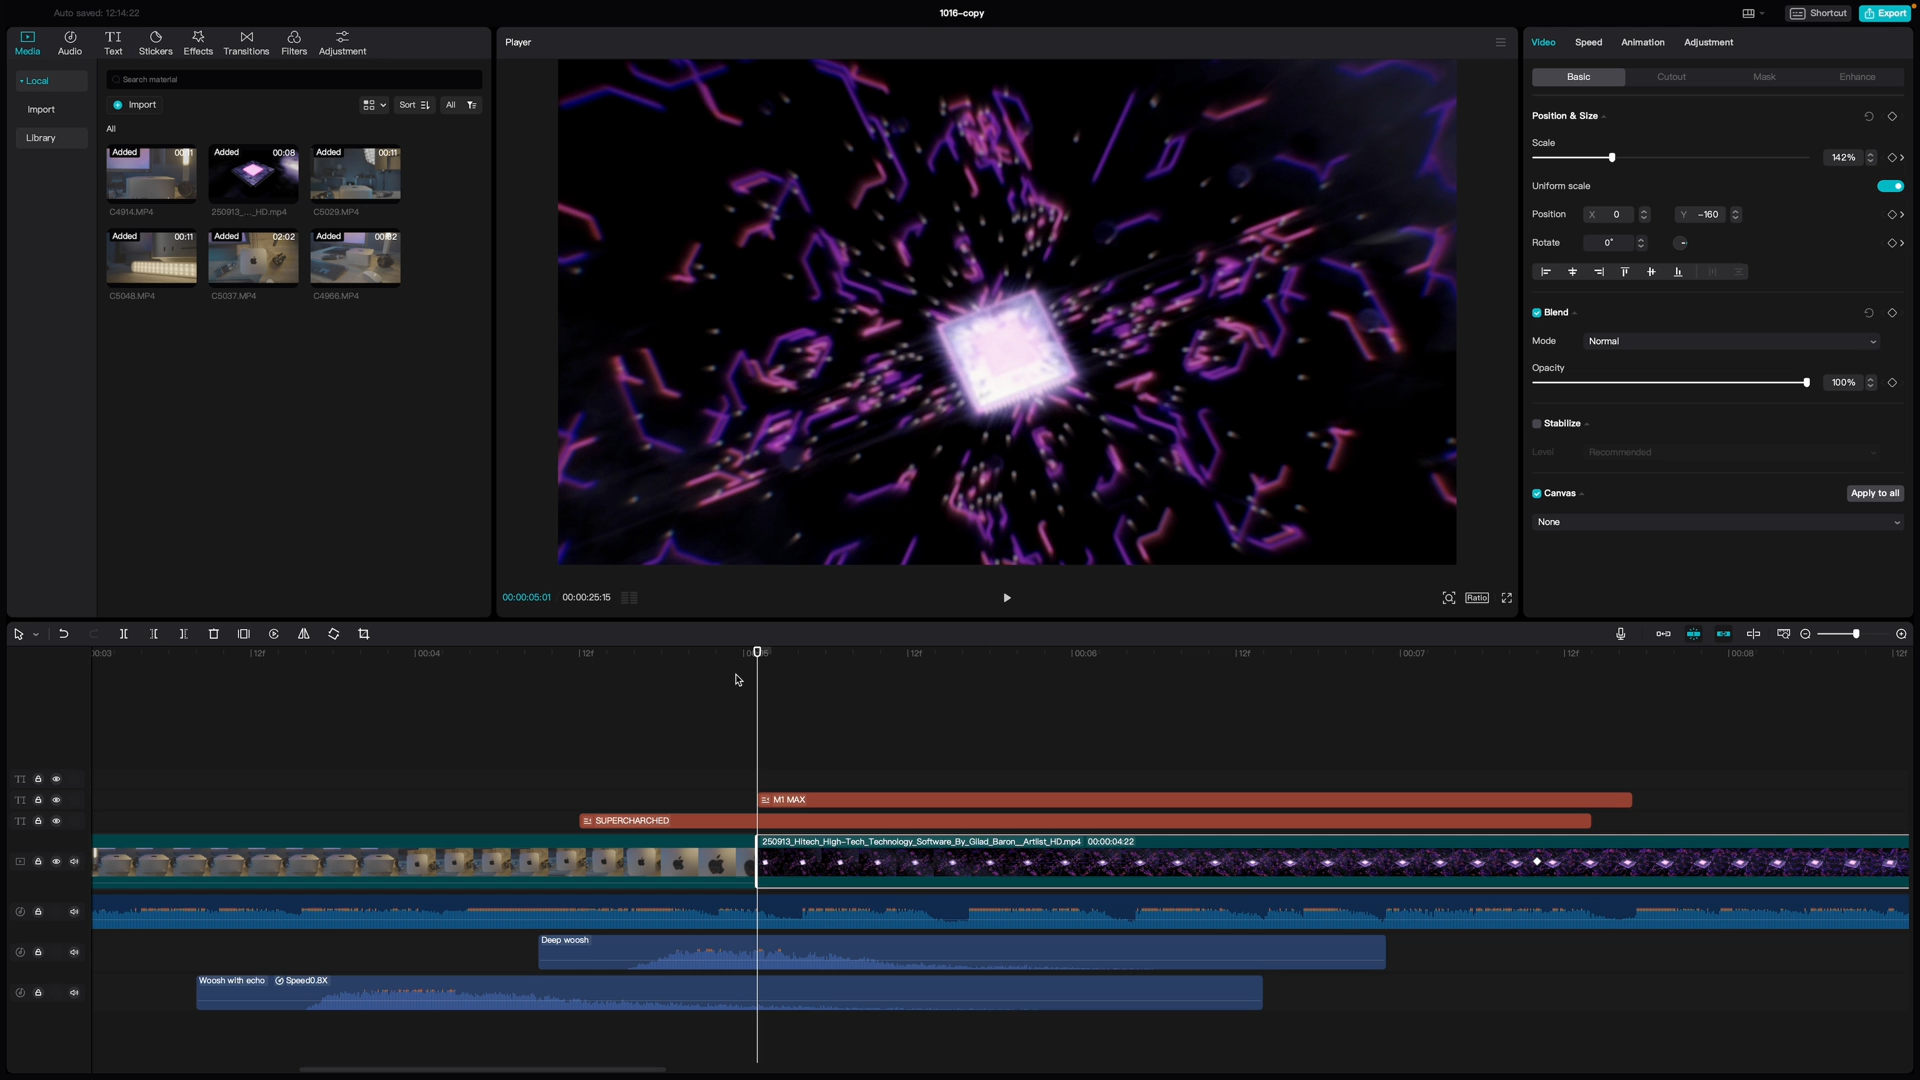 Auto saved: 12:14:22
1016-copy
Shortcut
Export
Media
Audio
Text
Stickers
Effects
Transitions
Filters
Adjustment
Local
Import
Library
Search material
Import
Sort
All
All
Added 00:11
C4914.MP4
Added 00:08
250913_..._HD.mp4
Added 00:11
C5029.MP4
Added 00:11
C5048.MP4
Added 02:02
C5037.MP4
Added
C4966.MP4
Player
00:00:05:01 00:00:25:15
Ratio
Video
Speed
Animation
Adjustment
Basic
Cutout
Mask
Enhance
Position & Size
Scale
142%
Uniform scale
Position X 0 Y -160
Rotate 0°
Blend
Mode Normal
Opacity
100%
Stabilize
Level Recommended
Canvas
Apply to all
None
00:03
12f
00:04
12f
12f
00:06
12f
00:07
12f
00:08
12f
M1 MAX
SUPERCHARCHED
250913_Hitech_High-Tech_Technology_Software_By_Gilad_Baron__Artlist_HD.mp4 00:00:04:22
Deep woosh
Woosh with echo Speed0.8X